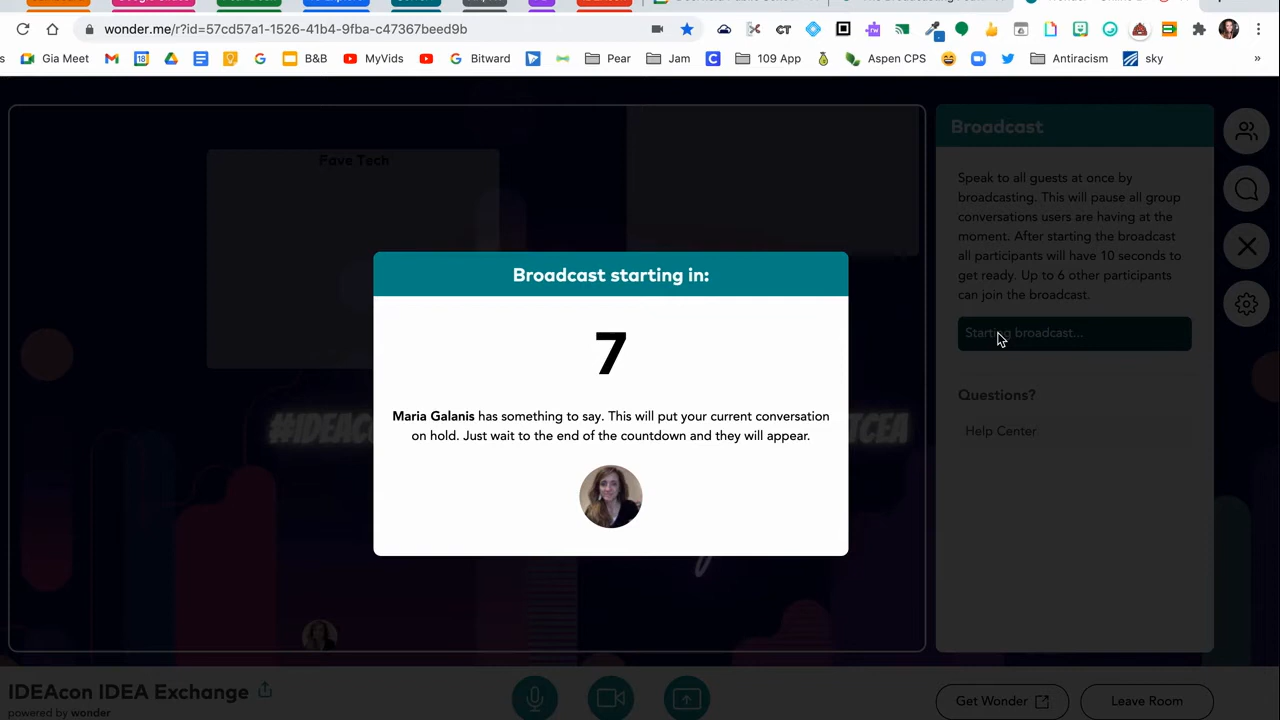 wonder.me/r?id=57cd57a1-1526-41b4-9fba-c47367beed9b
Gia Meet
B&B
MyVids
Bitward
Pear
Jam
109 App
Aspen CPS
Antiracism
sky
»
Fave Tech
Broadcast
Speak to all guests at once by
broadcasting. This will pause all group
conversations users are having at the
moment. After starting the broadcast
all participants will have 10 seconds to
get ready. Up to 6 other participants
can join the broadcast.
Starting broadcast...
Questions?
Help Center
Broadcast starting in:
7
Maria Galanis has something to say. This will put your current conversation
on hold. Just wait to the end of the countdown and they will appear.
IDEAcon IDEA Exchange
powered by wonder
Get Wonder
Leave Room